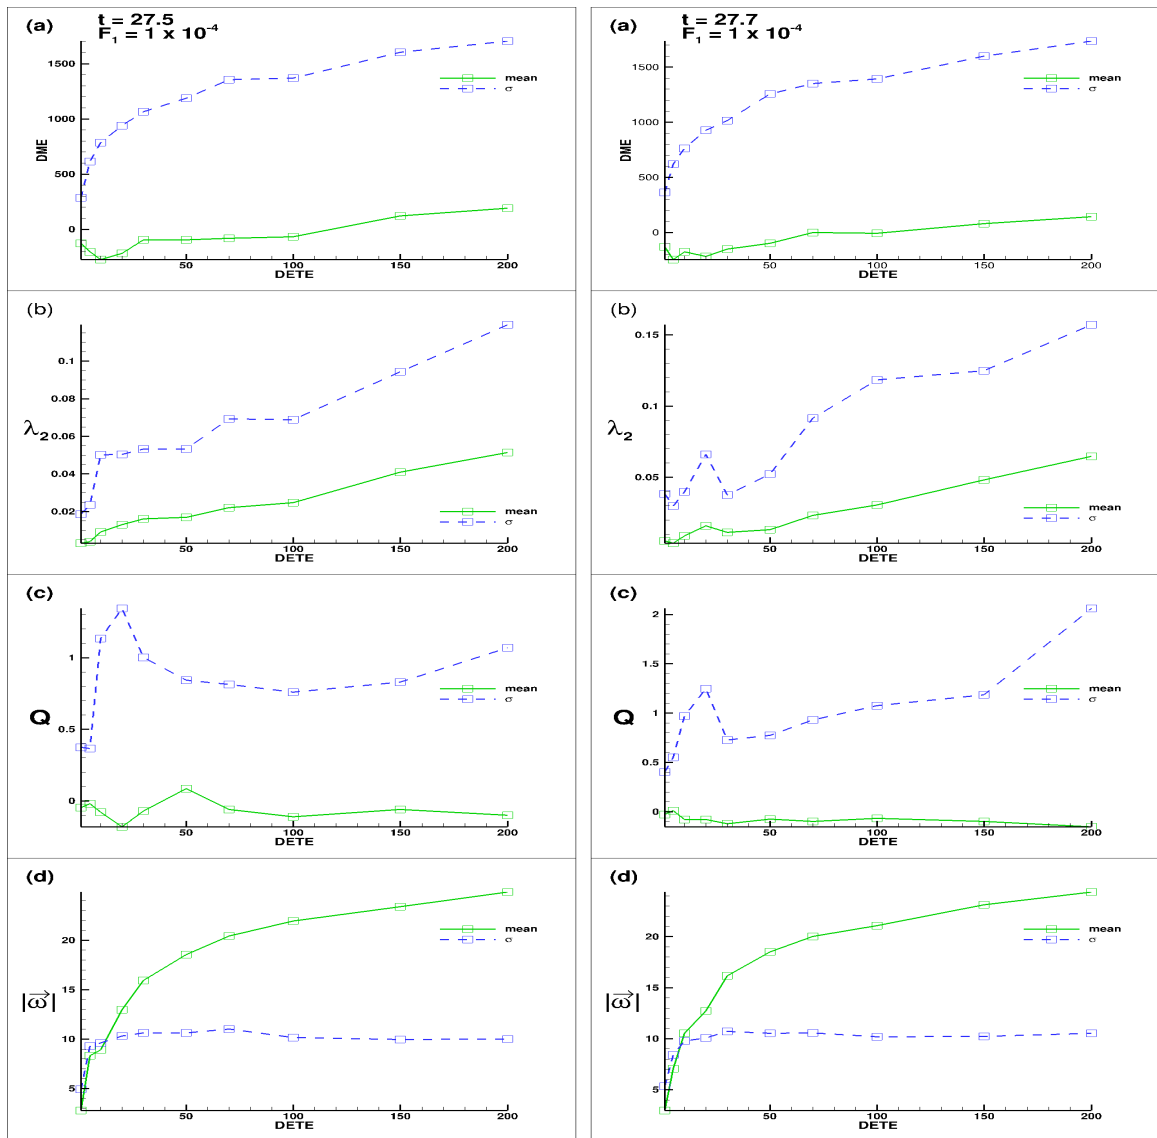 (a)
t = 27.5
F₁ = 1 x 10⁻⁴
1500
1000
500
0
DME
mean
σ
50 100 150 200
DETE
(b)
0.1
0.08
0.06
0.04
0.02
λ₂
mean
σ
50 100 150 200
DETE
(c)
1
0.5
0
Q
mean
σ
50 100 150 200
DETE
(d)
20
15
10
5
|ω→|
mean
σ
50 100 150 200
DETE
(a)
t = 27.7
F₁ = 1 x 10⁻⁴
1500
1000
500
0
DME
mean
σ
50 100 150 200
DETE
(b)
0.15
0.1
0.05
λ₂
mean
σ
50 100 150 200
DETE
(c)
2
1.5
1
0.5
0
Q
mean
σ
50 100 150 200
DETE
(d)
20
15
10
5
|ω→|
mean
σ
50 100 150 200
DETE